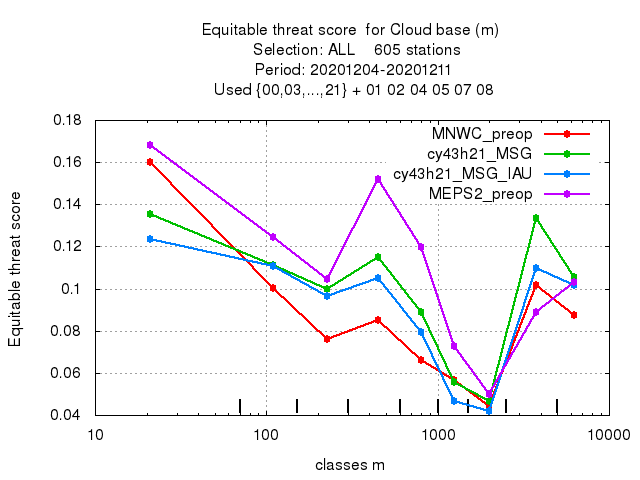 Equitable threat score  for Cloud base (m)
Selection: ALL    605 stations
Period: 20201204-20201211
Used {00,03,...,21} + 01 02 04 05 07 08
MNWC_preop
cy43h21_MSG
cy43h21_MSG_IAU
MEPS2_preop
Equitable threat score
0.18
0.16
0.14
0.12
0.1
0.08
0.06
0.04
10 100 1000 10000
classes m